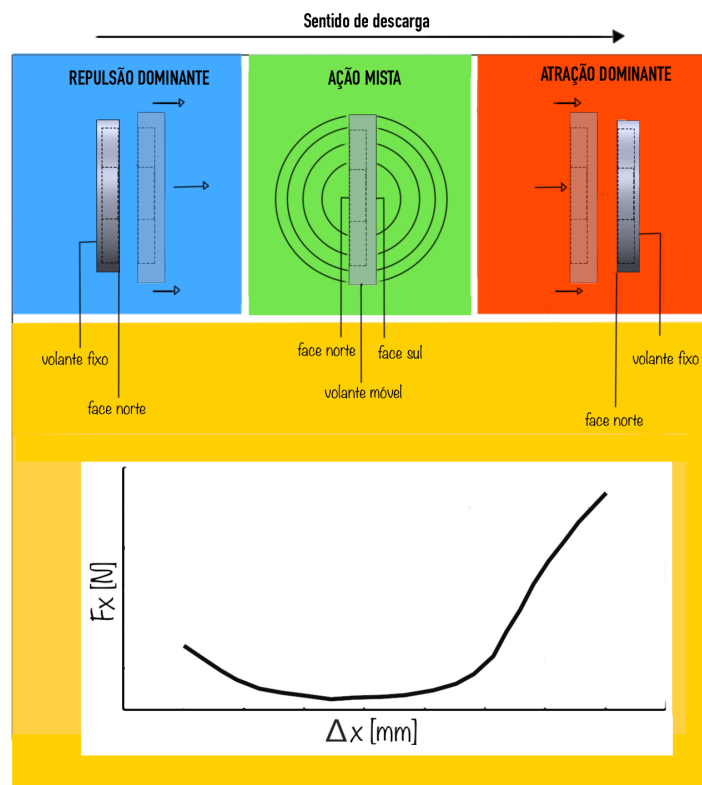 Sentido de descarga
REPULSÃO DOMINANTE
AÇÃO MISTA
ATRAÇÃO DOMINANTE
volante fixo
face norte
face norte
face sul
volante móvel
volante fixo
face norte
Fx [N]
Δx [mm]